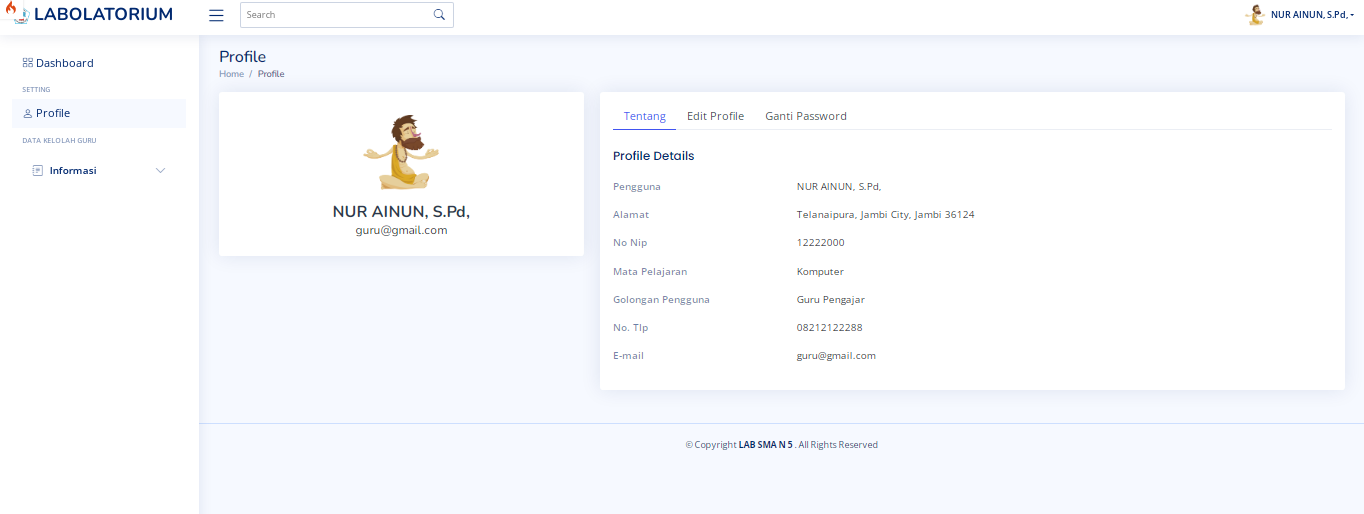 LABOLATORIUM
Search
NUR AINUN, S.Pd,
Dashboard
SETTING
Profile
DATA KELOLAH GURU
Informasi
Profile
Home / Profile
NUR AINUN, S.Pd,
guru@gmail.com
Tentang Edit Profile Ganti Password
Profile Details
Pengguna NUR AINUN, S.Pd,
Alamat Telanaipura, Jambi City, Jambi 36124
No Nip 12222000
Mata Pelajaran Komputer
Golongan Pengguna Guru Pengajar
No. Tlp 08212122288
E-mail guru@gmail.com
© Copyright LAB SMA N 5 . All Rights Reserved